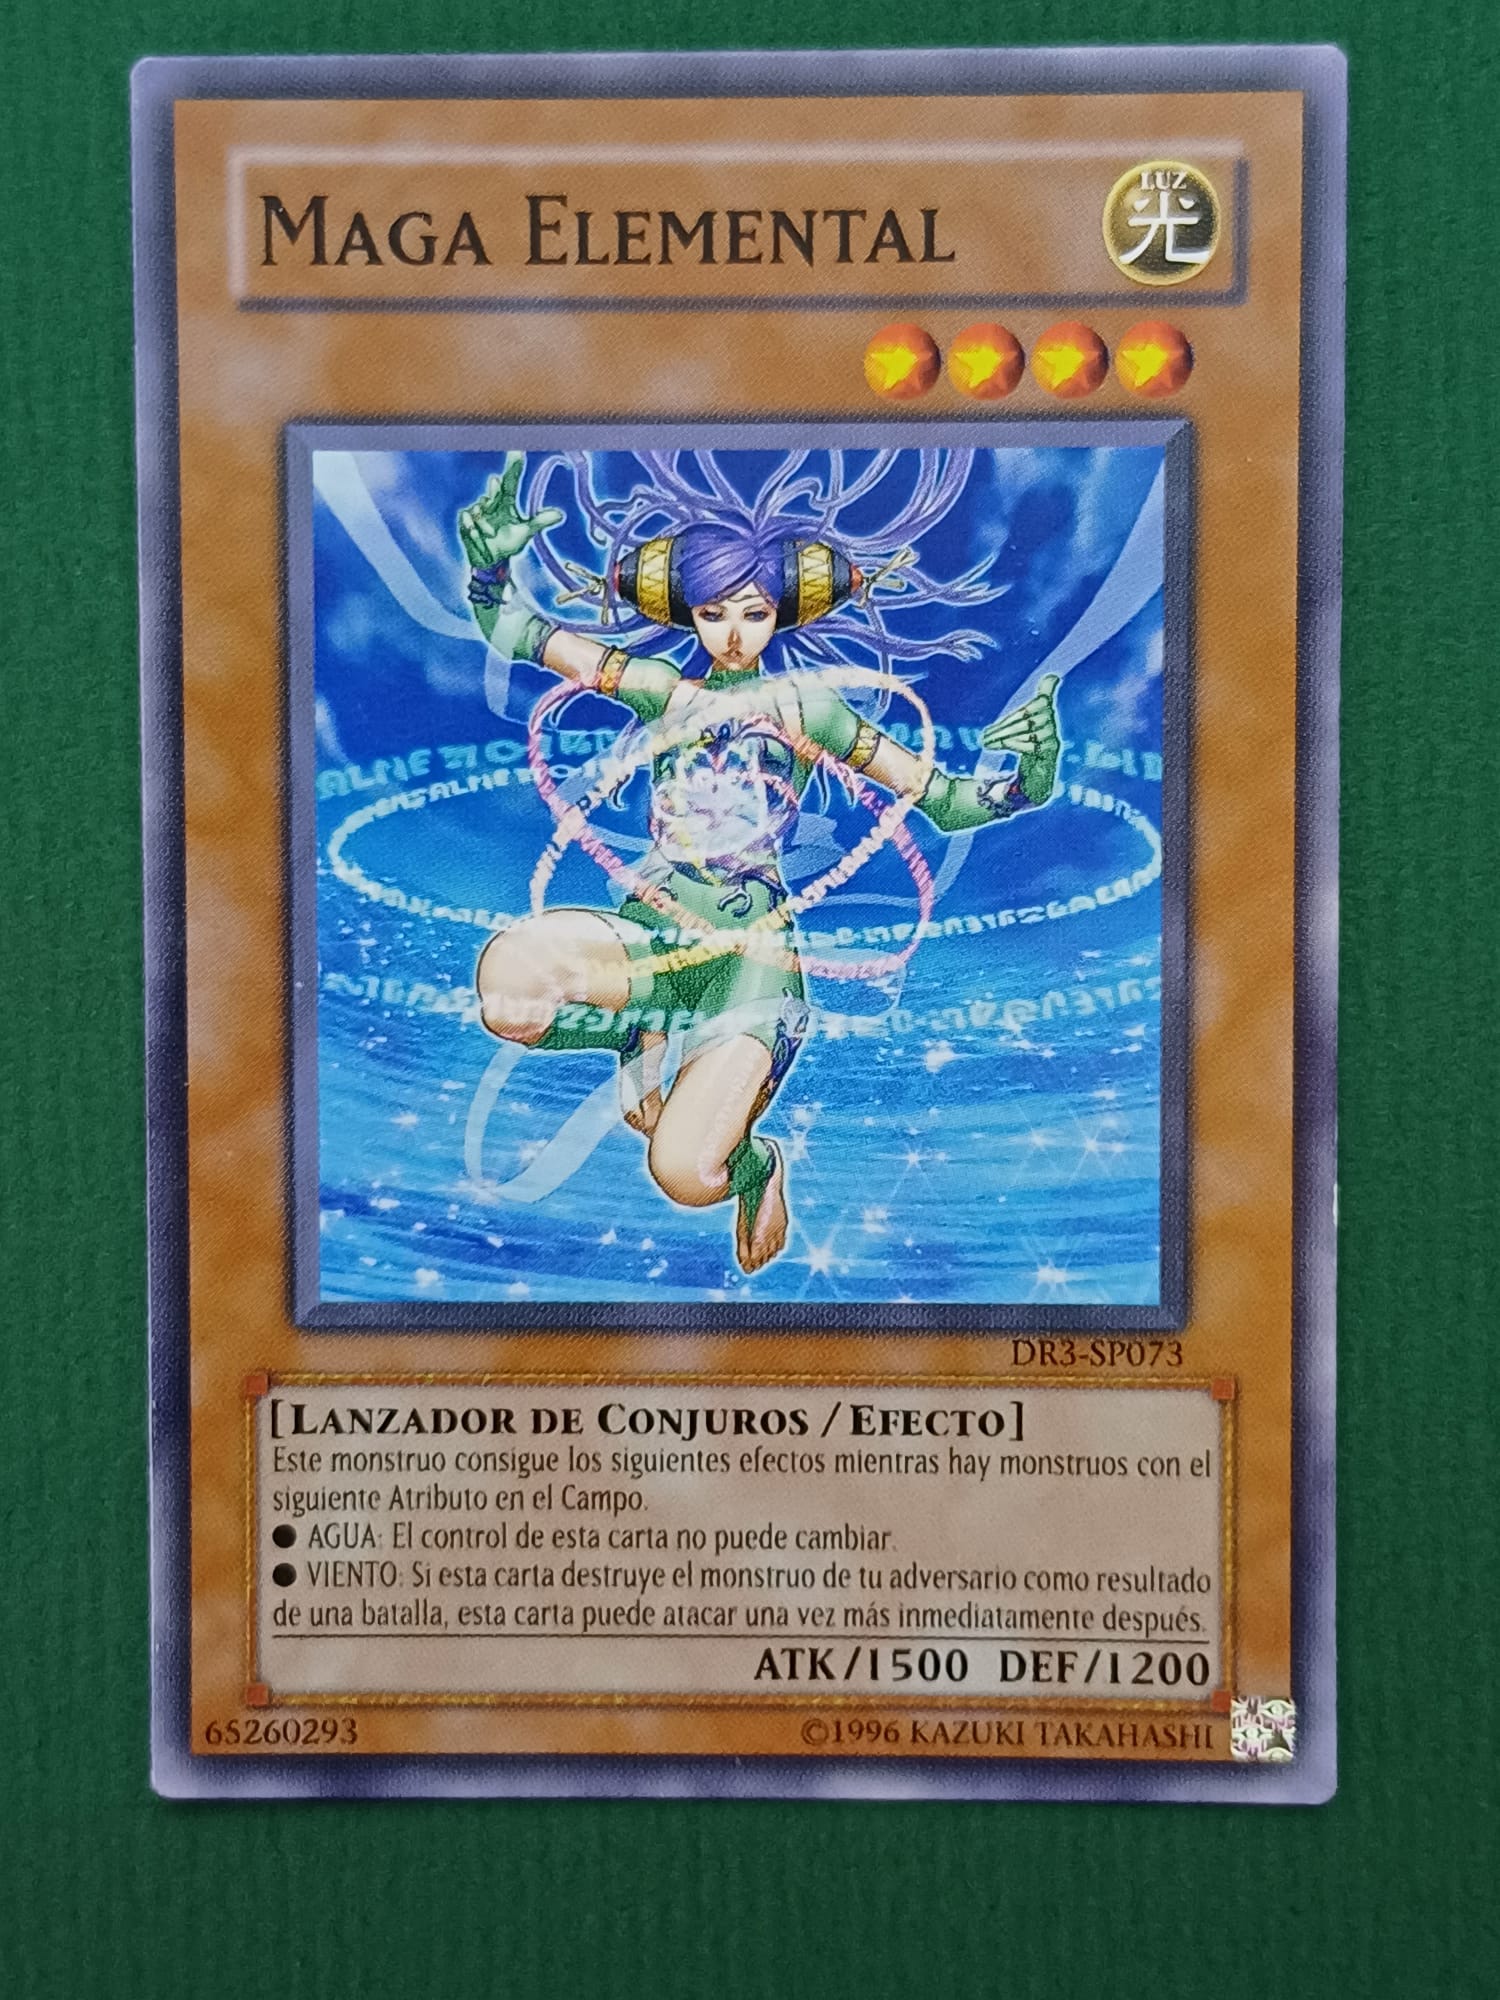 MAGA ELEMENTAL
LUZ
光
DR3-SP073
[LANZADOR DE CONJUROS / EFECTO]
Este monstruo consigue los siguientes efectos mientras hay monstruos con el
siguiente Atributo en el Campo.
● AGUA: El control de esta carta no puede cambiar.
● VIENTO: Si esta carta destruye el monstruo de tu adversario como resultado
de una batalla, esta carta puede atacar una vez más inmediatamente después.
ATK/1500 DEF/1200
65260293
©1996 KAZUKI TAKAHASHI